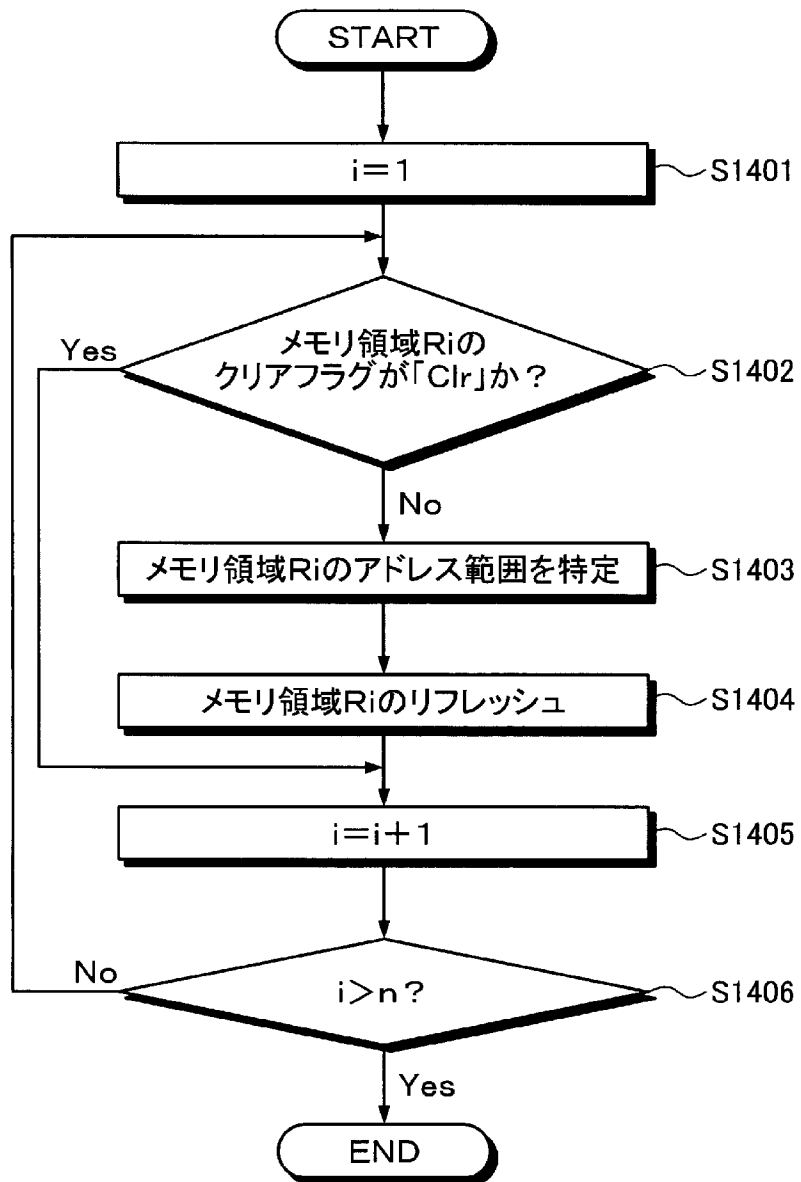 START
i=1
S1401
メモリ領域Riの
クリアフラグが「Clr」か?
Yes
S1402
No
メモリ領域Riのアドレス範囲を特定
S1403
メモリ領域Riのリフレッシュ
S1404
i=i+1
S1405
No
i>n?
S1406
Yes
END